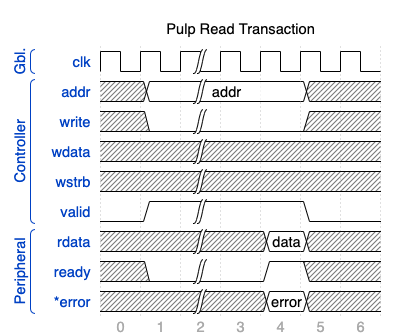 Pulp Read Transaction
Gbl.
clk
Controller
addr addr
write
wdata
wstrb
valid
Peripheral
rdata data
ready
*error error
0 1 2 3 4 5 6